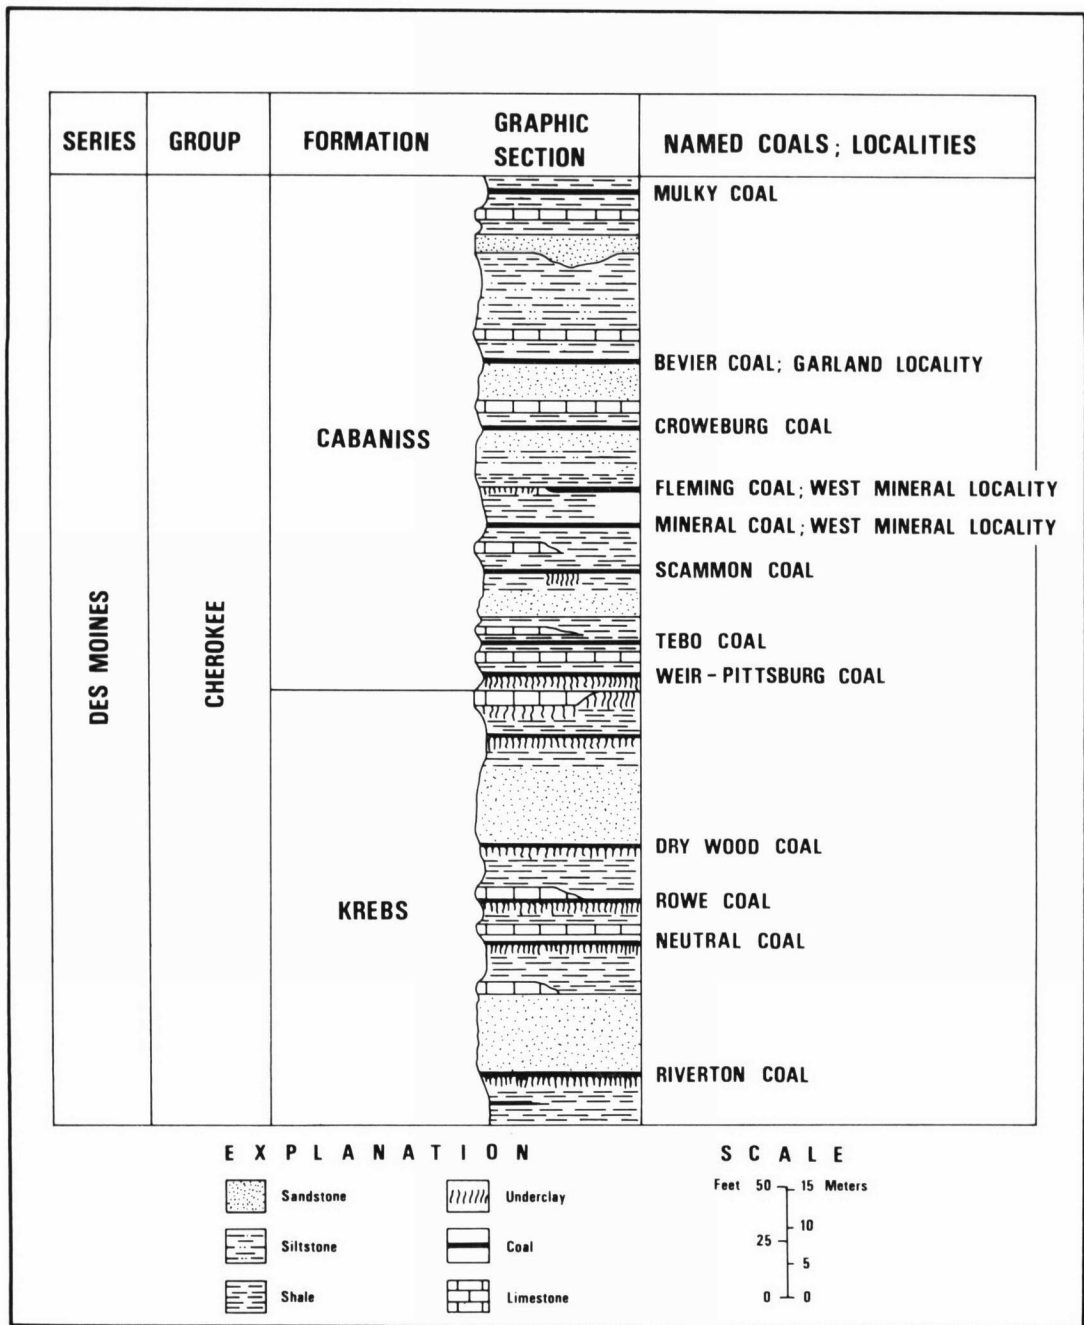 SERIES
GROUP
FORMATION
GRAPHIC
SECTION
NAMED COALS; LOCALITIES
DES MOINES
CHEROKEE
CABANISS
KREBS
MULKY COAL
BEVIER COAL; GARLAND LOCALITY
CROWEBURG COAL
FLEMING COAL; WEST MINERAL LOCALITY
MINERAL COAL; WEST MINERAL LOCALITY
SCAMMON COAL
TEBO COAL
WEIR-PITTSBURG COAL
DRY WOOD COAL
ROWE COAL
NEUTRAL COAL
RIVERTON COAL
EXPLANATION
Sandstone
Siltstone
Shale
Underclay
Coal
Limestone
SCALE
Feet 50 15 Meters
10
25
5
0 0